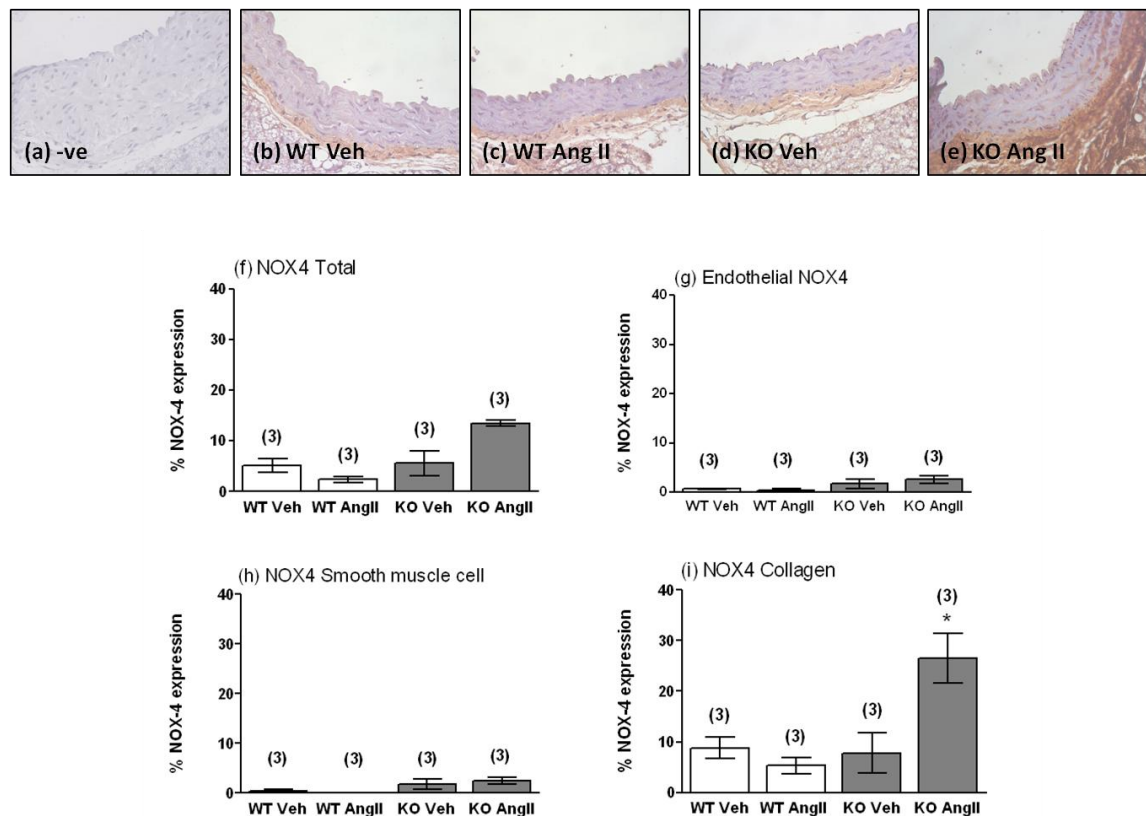 (a) -ve
(b) WT Veh
(c) WT Ang II
(d) KO Veh
(e) KO Ang II
(f) NOX4 Total
% NOX-4 expression
40
30
20
10
0
(3)
(3)
(3)
(3)
WT Veh WT AngII KO Veh KO AngII
(g) Endothelial NOX4
% NOX-4 expression
40
30
20
10
0
(3)
(3)
(3)
(3)
WT Veh WT AngII KO Veh KO AngII
(h) NOX4 Smooth muscle cell
% NOX-4 expression
40
30
20
10
0
(3)
(3)
(3)
(3)
WT Veh WT AngII KO Veh KO AngII
(i) NOX4 Collagen
% NOX-4 expression
40
30
20
10
0
(3)
(3)
(3)
(3)
*
WT Veh WT AngII KO Veh KO AngII